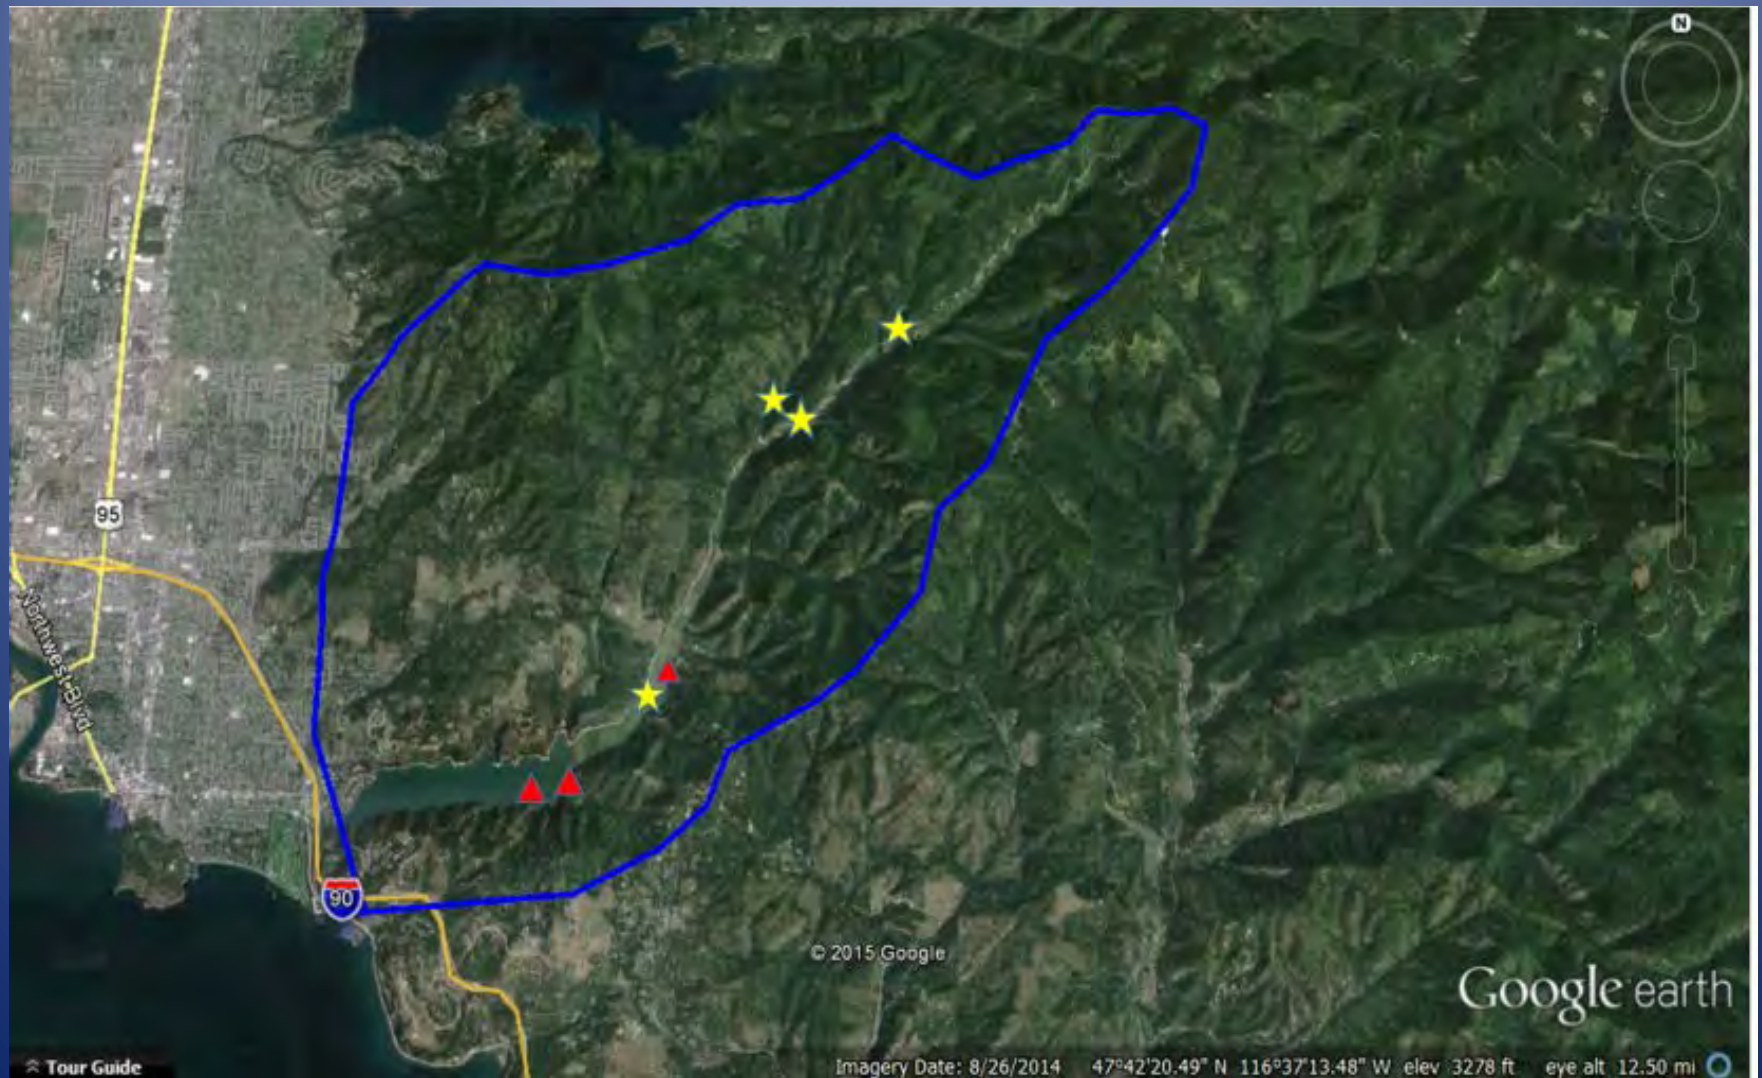 N
95
Northwest Blvd
90
© 2015 Google
Google earth
Tour Guide
Imagery Date: 8/26/2014 47°42'20.49" N 116°37'13.48" W elev 3278 ft eye alt 12.50 mi